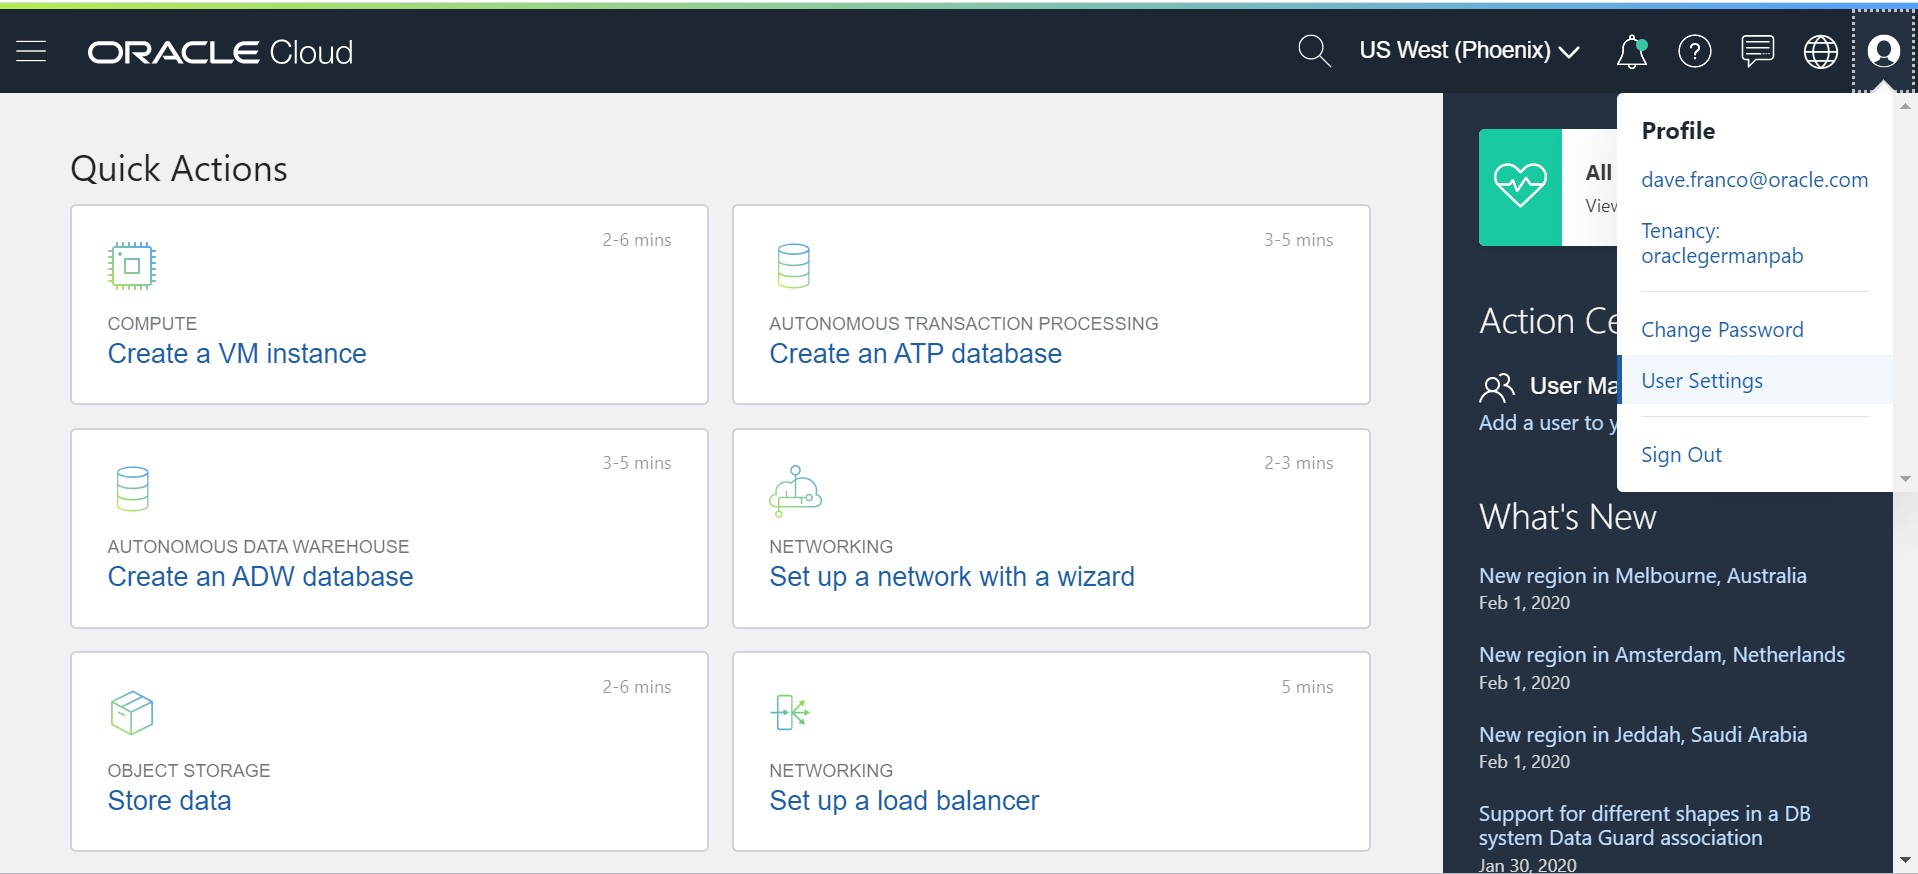 ORACLE Cloud
US West (Phoenix)
?
Quick Actions
2-6 mins
COMPUTE
Create a VM instance
3-5 mins
AUTONOMOUS TRANSACTION PROCESSING
Create an ATP database
3-5 mins
AUTONOMOUS DATA WAREHOUSE
Create an ADW database
2-3 mins
NETWORKING
Set up a network with a wizard
2-6 mins
OBJECT STORAGE
Store data
5 mins
NETWORKING
Set up a load balancer
Profile
dave.franco@oracle.com
Tenancy:
oraclegermanpab
Change Password
User Settings
Sign Out
All
View
Action Ce
User Ma
Add a user to y
What's New
New region in Melbourne, Australia
Feb 1, 2020
New region in Amsterdam, Netherlands
Feb 1, 2020
New region in Jeddah, Saudi Arabia
Feb 1, 2020
Support for different shapes in a DB
system Data Guard association
Jan 30, 2020